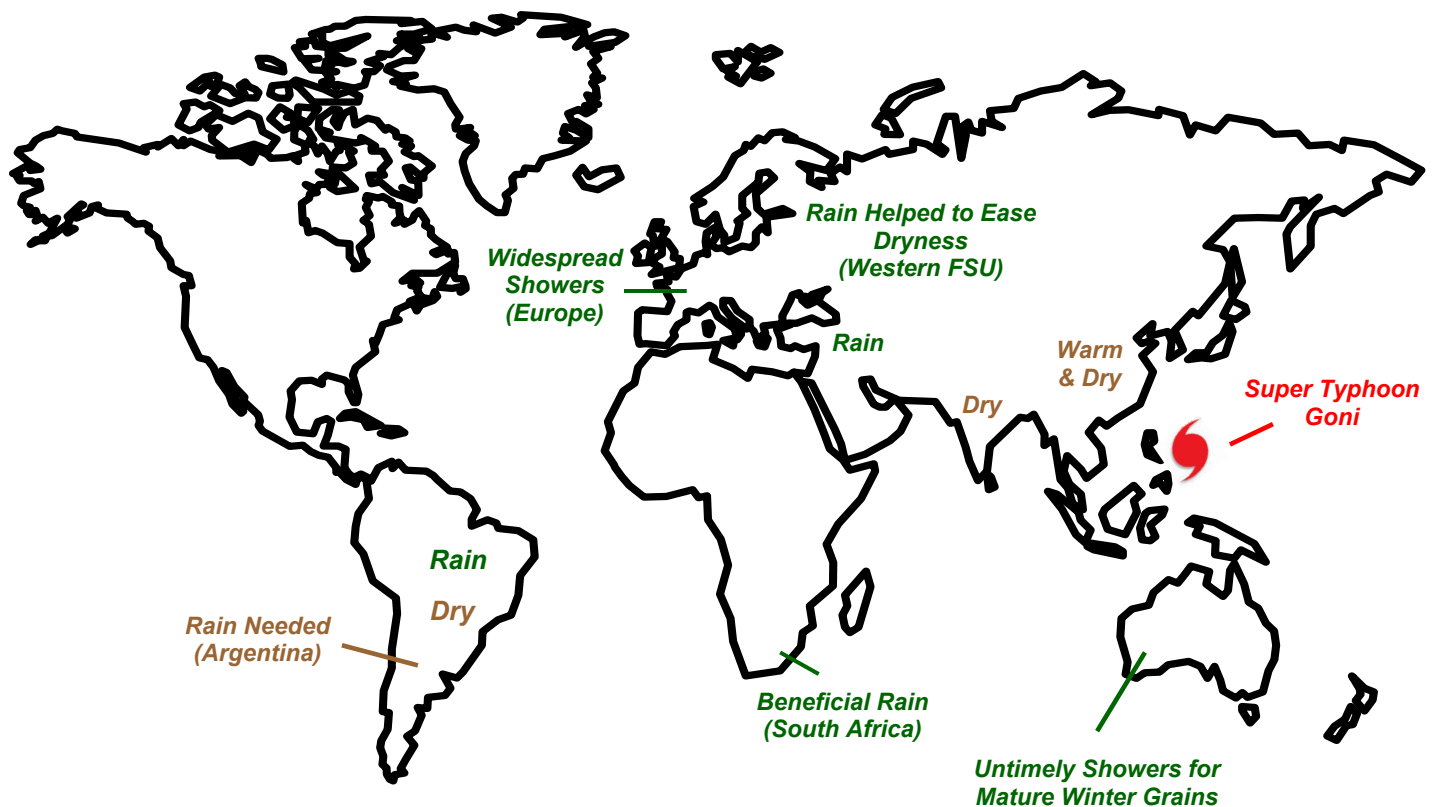 Rain Helped to Ease
Dryness
(Western FSU)
Widespread
Showers
(Europe)
Rain
Warm
& Dry
Dry
Super Typhoon
Goni
Rain
Dry
Rain Needed
(Argentina)
Beneficial Rain
(South Africa)
Untimely Showers for
Mature Winter Grains